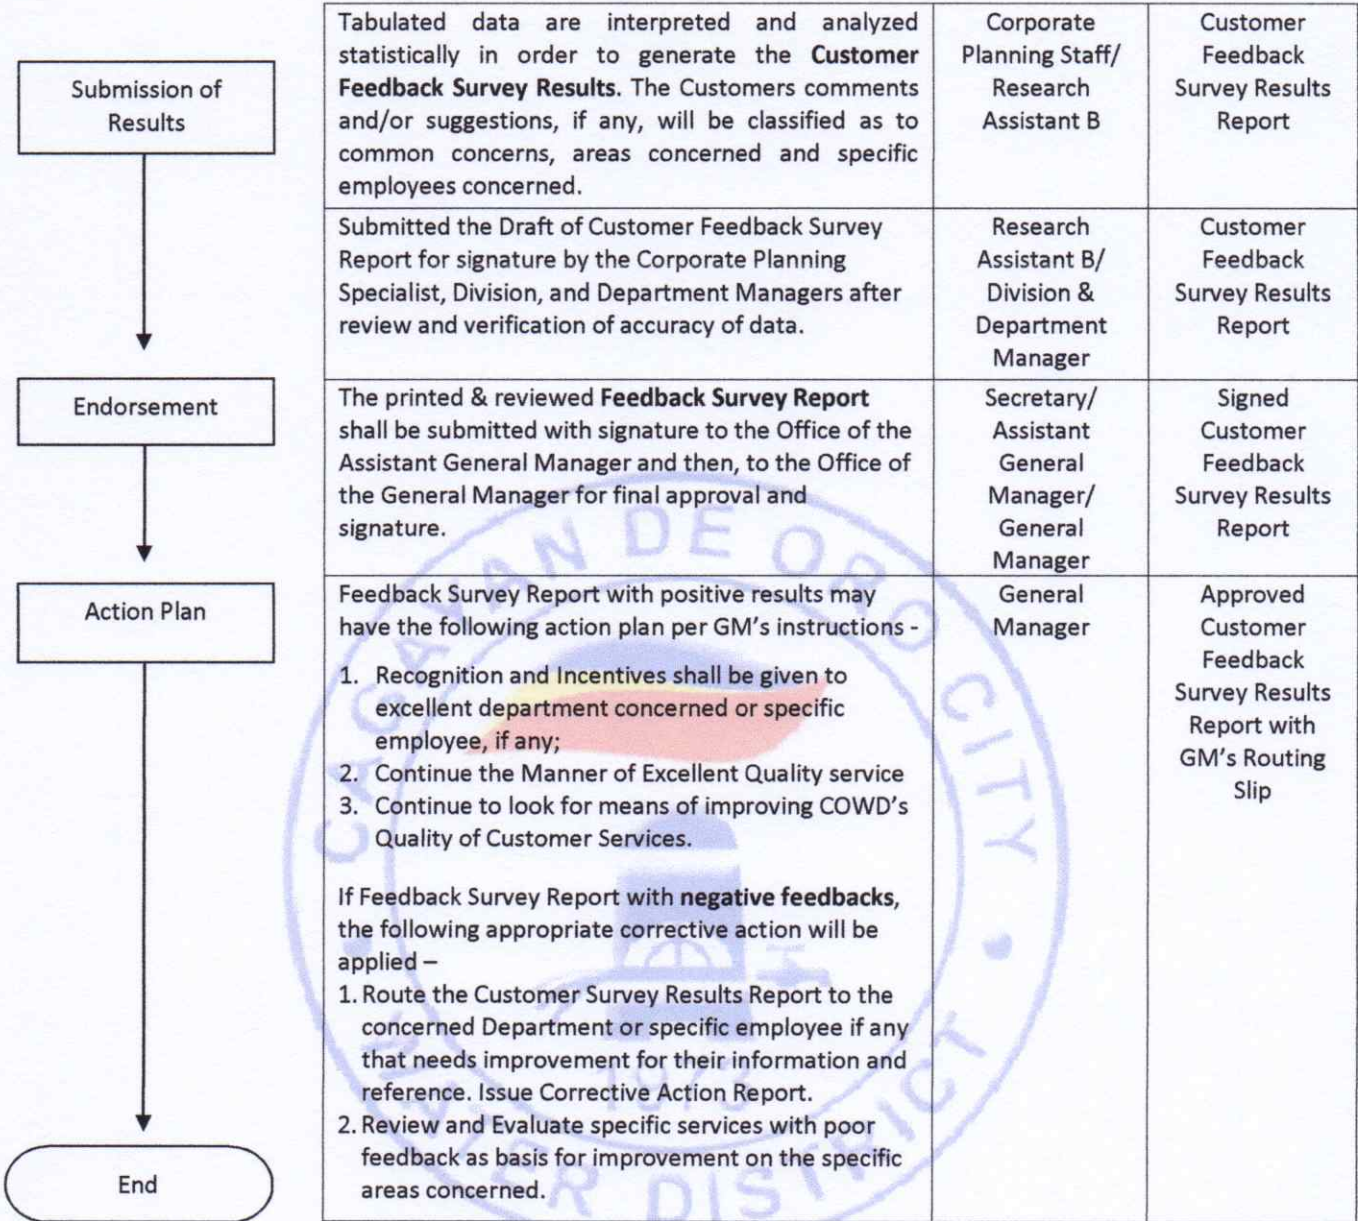 Submission of
Results
Tabulated data are interpreted and analyzed
statistically in order to generate the Customer
Feedback Survey Results. The Customers comments
and/or suggestions, if any, will be classified as to
common concerns, areas concerned and specific
employees concerned.
Corporate
Planning Staff/
Research
Assistant B
Customer
Feedback
Survey Results
Report
Submitted the Draft of Customer Feedback Survey
Report for signature by the Corporate Planning
Specialist, Division, and Department Managers after
review and verification of accuracy of data.
Research
Assistant B/
Division &
Department
Manager
Customer
Feedback
Survey Results
Report
Endorsement
The printed & reviewed Feedback Survey Report
shall be submitted with signature to the Office of the
Assistant General Manager and then, to the Office of
the General Manager for final approval and
signature.
Secretary/
Assistant
General
Manager/
General
Manager
Signed
Customer
Feedback
Survey Results
Report
Action Plan
Feedback Survey Report with positive results may
have the following action plan per GM's instructions -
1. Recognition and Incentives shall be given to
excellent department concerned or specific
employee, if any;
2. Continue the Manner of Excellent Quality service
3. Continue to look for means of improving COWD's
Quality of Customer Services.
If Feedback Survey Report with negative feedbacks,
the following appropriate corrective action will be
applied –
1. Route the Customer Survey Results Report to the
concerned Department or specific employee if any
that needs improvement for their information and
reference. Issue Corrective Action Report.
2. Review and Evaluate specific services with poor
feedback as basis for improvement on the specific
areas concerned.
General
Manager
Approved
Customer
Feedback
Survey Results
Report with
GM's Routing
Slip
End
CAGAYAN DE ORO CITY
WATER DISTRICT
1973